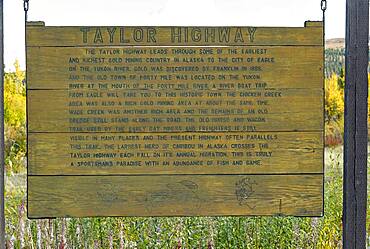 TAYLOR HIGHWAY
THE TAYLOR HIGHWAY LEADS THROUGH SOME OF THE EARLIEST
AND RICHEST GOLD MINING COUNTRY IN ALASKA TO THE CITY OF EAGLE
ON THE YUKON RIVER. GOLD WAS DISCOVERED BY FRANKLIN IN 1886,
AND THE OLD TOWN OF FORTY MILE WAS LOCATED ON THE YUKON
RIVER AT THE MOUTH OF THE FORTY MILE RIVER. A RIVER BOAT TRIP
FROM EAGLE WILL TAKE YOU TO THIS HISTORIC TOWN. THE CHICKEN CREEK
AREA WAS ALSO A RICH GOLD MINING AREA AT ABOUT THE SAME TIME.
WADE CREEK WAS ANOTHER RICH AREA AND THE REMAINS OF AN OLD
DREDGE STILL STAND ALONG THE ROAD. THE OLD HORSE AND WAGON
TRAIL USED BY THE EARLY DAY MINERS AND FREIGHTERS IS STILL
VISIBLE IN MANY PLACES AND THE PRESENT HIGHWAY OFTEN PARALLELS
THIS TRAIL. THE LARGEST HERD OF CARIBOU IN ALASKA CROSSES THE
TAYLOR HIGHWAY EACH FALL ON ITS ANNUAL MIGRATION. THIS IS TRULY
A SPORTSMAN'S PARADISE WITH AN ABUNDANCE OF FISH AND GAME.